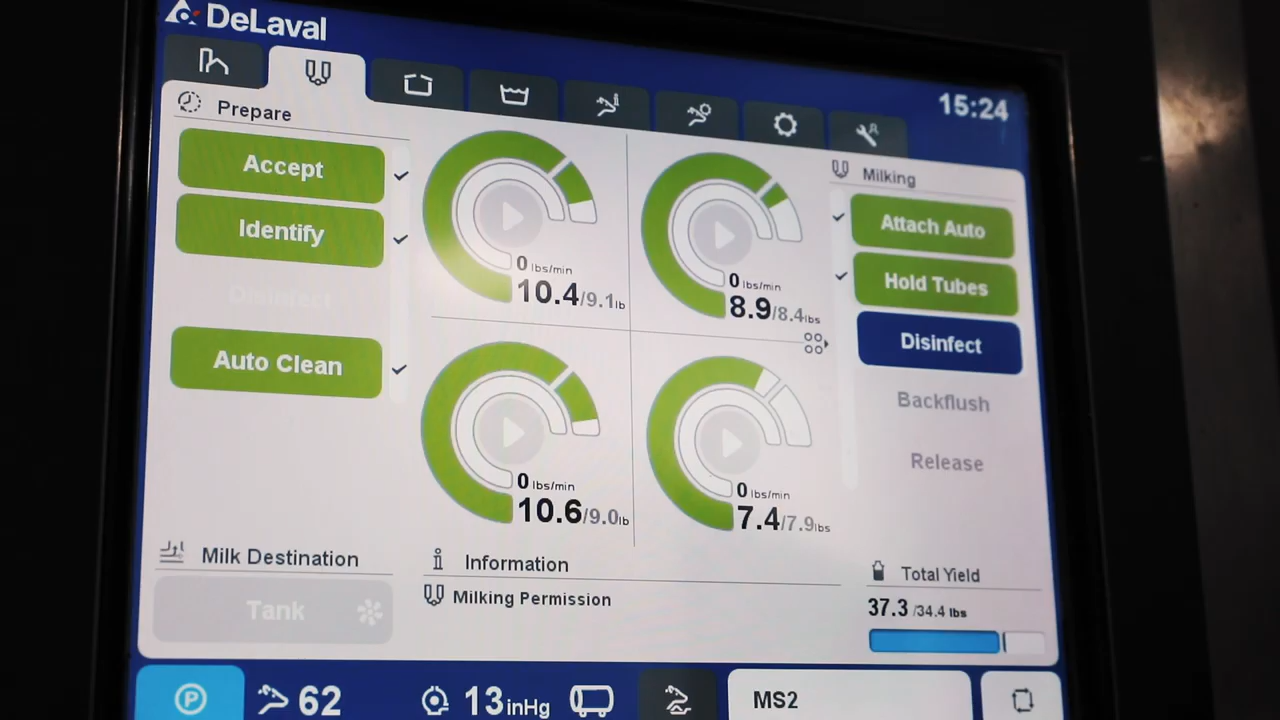 DeLaval
15:24
Prepare
Accept
Identify
Disinfect
Auto Clean
0 lbs/min
10.4/9.1lb
0 lbs/min
8.9/8.4lbs
0 lbs/min
10.6/9.0lb
0 lbs/min
7.4/7.9lbs
Milking
Attach Auto
Hold Tubes
Disinfect
Backflush
Release
Milk Destination
Tank
Information
Milking Permission
Total Yield
37.3 /34.4 lbs
P
62
13 inHg
MS2